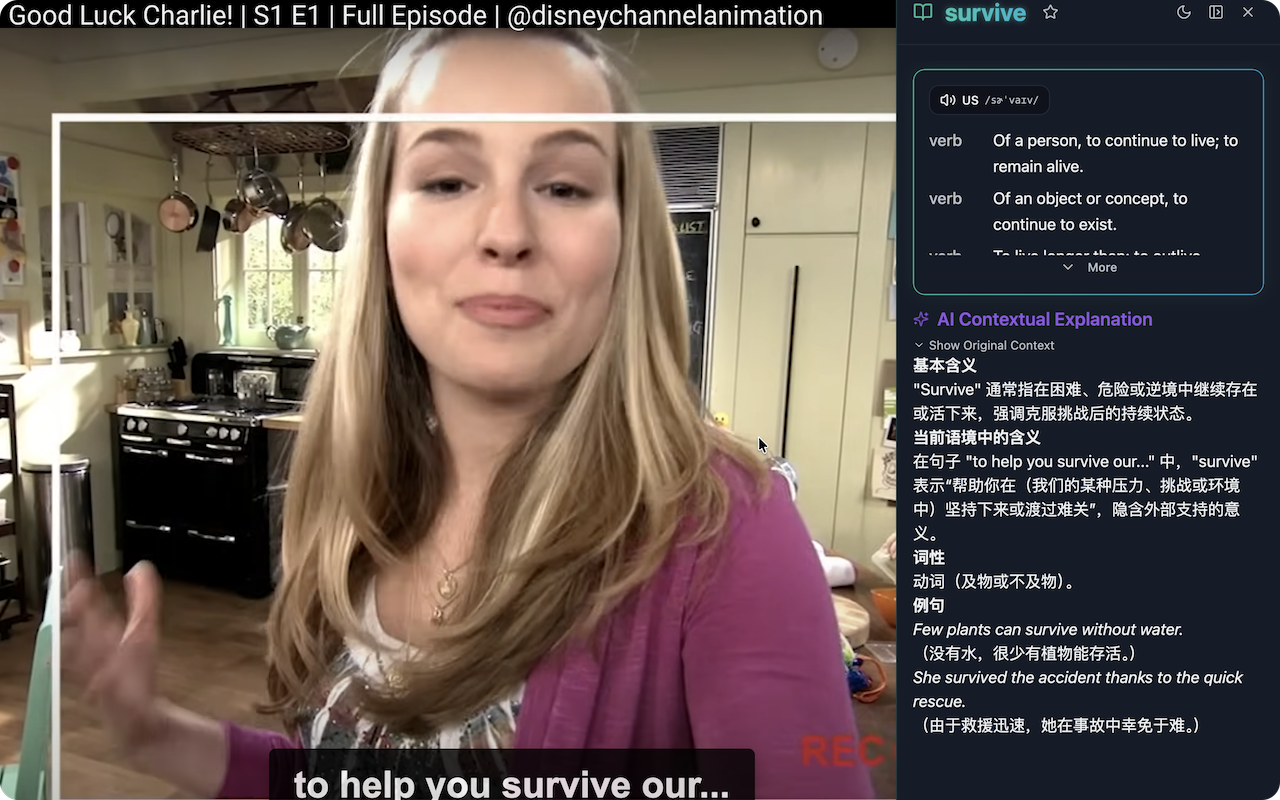 Good Luck Charlie! | S1 E1 | Full Episode | @disneychannelanimation
REC
to help you survive our...
survive
US /sɚˈvaɪv/
verb Of a person, to continue to live; to
remain alive.
verb Of an object or concept, to
continue to exist.
More
AI Contextual Explanation
Show Original Context
基本含义
"Survive" 通常指在困难、危险或逆境中继续存在
或活下来，强调克服挑战后的持续状态。
当前语境中的含义
在句子 "to help you survive our..." 中，"survive"
表示“帮助你在（我们的某种压力、挑战或环境
中）坚持下来或渡过难关”，隐含外部支持的意
义。
词性
动词（及物或不及物）。
例句
Few plants can survive without water.
（没有水，很少有植物能存活。）
She survived the accident thanks to the quick
rescue.
（由于救援迅速，她在事故中幸免于难。）